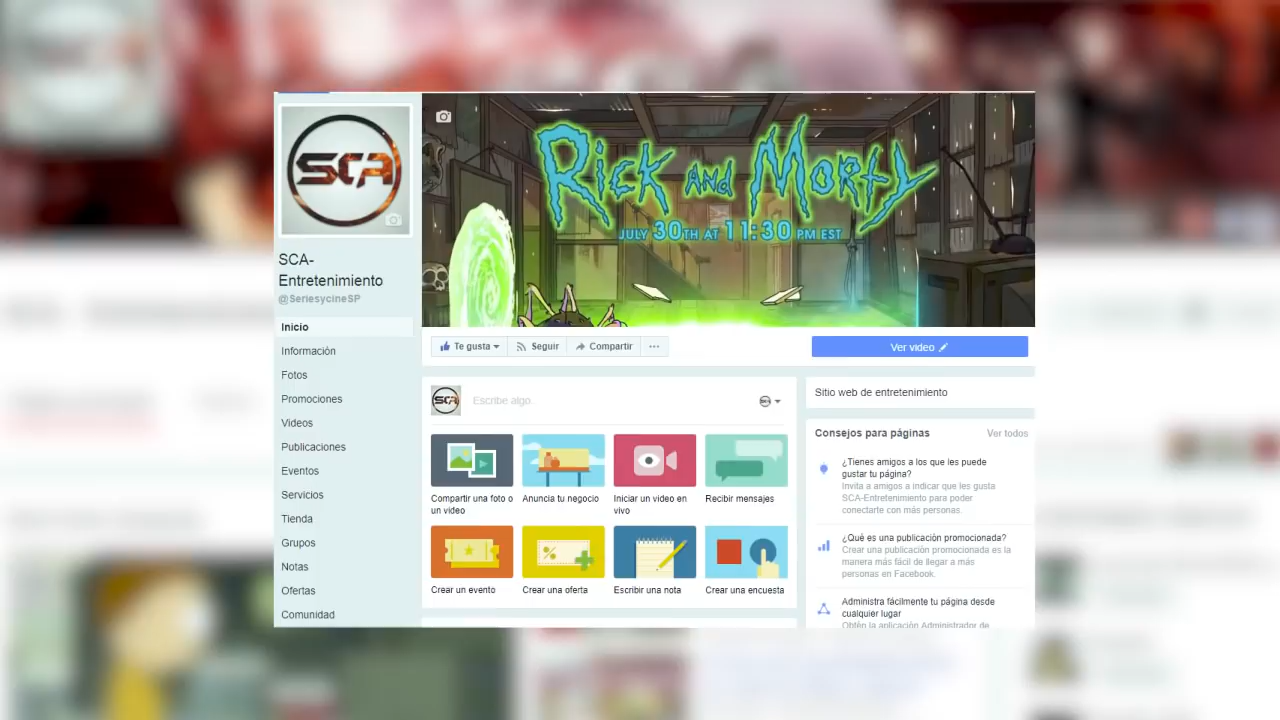 SCA
RICK AND MORTY
JULY 30TH AT 11:30 PM EST
SCA-
Entretenimiento
@SeriesycineSP
Inicio
Información
Fotos
Promociones
Videos
Publicaciones
Eventos
Servicios
Tienda
Grupos
Notas
Ofertas
Comunidad
Te gusta
Seguir
Compartir
Ver video
SCA
Escribe algo.
Compartir una foto o
un video
Anuncia tu negocio
Iniciar un video en
vivo
Recibir mensajes
Crear un evento
Crear una oferta
Escribir una nota
Crear una encuesta
Sitio web de entretenimiento
Consejos para páginas
Ver todos
¿Tienes amigos a los que les puede
gustar tu página?
Invita a amigos a indicar que les gusta
SCA-Entretenimiento para poder
conectarte con más personas.
¿Qué es una publicación promocionada?
Crear una publicación promocionada es la
manera más fácil de llegar a más
personas en Facebook.
Administra fácilmente tu página desde
cualquier lugar
Obtén la aplicación Administrador de